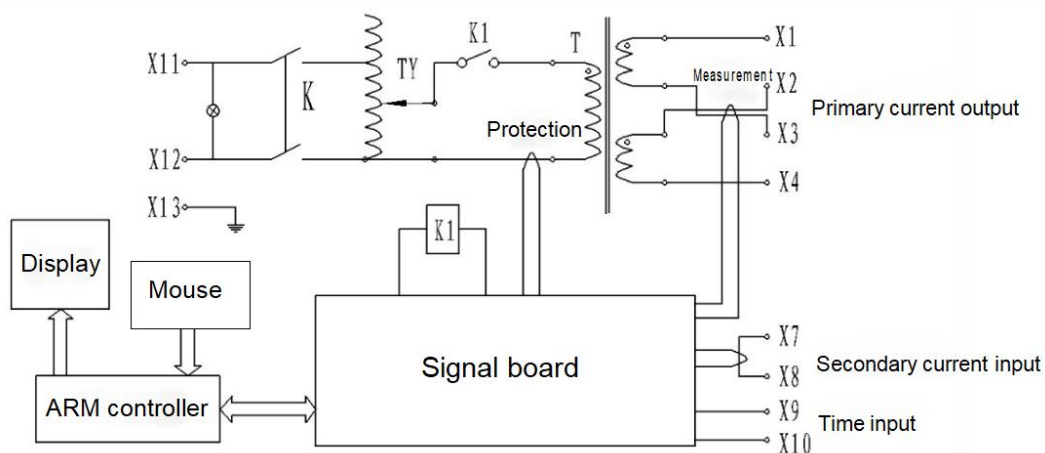 X11
K
TY
K1
T
X1
Measurement
X2
Primary current output
Protection
X3
X12
X4
X13
K1
Display
Mouse
Signal board
X7
Secondary current input
X8
ARM controller
X9
Time input
X10